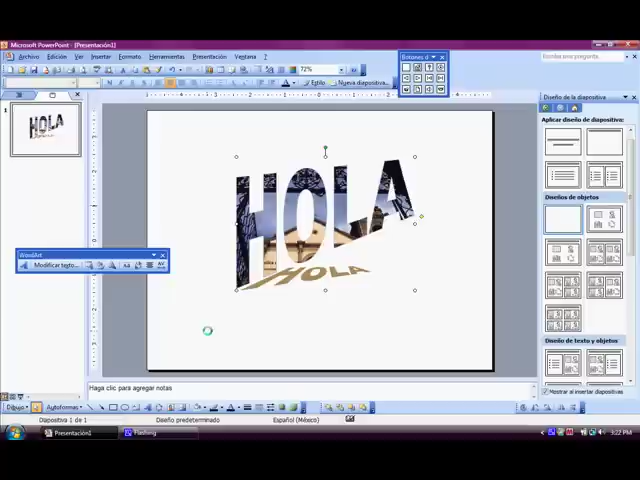 Microsoft PowerPoint - [Presentación1]
Archivo Edición Ver Insertar Formato Herramientas Presentación Ventana ?
Escriba una pregunta.
72%
Estilo Nueva diapositiva
Botones d
Diseño de la diapositiva
Aplicar diseño de diapositiva:
1
HOLA
HOLA
HOLA
Diseños de objetos
WordArt
Modificar texto...
Diseño de texto y objetos
Haga clic para agregar notas
Mostrar al insertar diapositivas
Dibujo Autoformas
Diapositiva 1 de 1 Diseño predeterminado Español (México)
Presentación1
3:22 PM